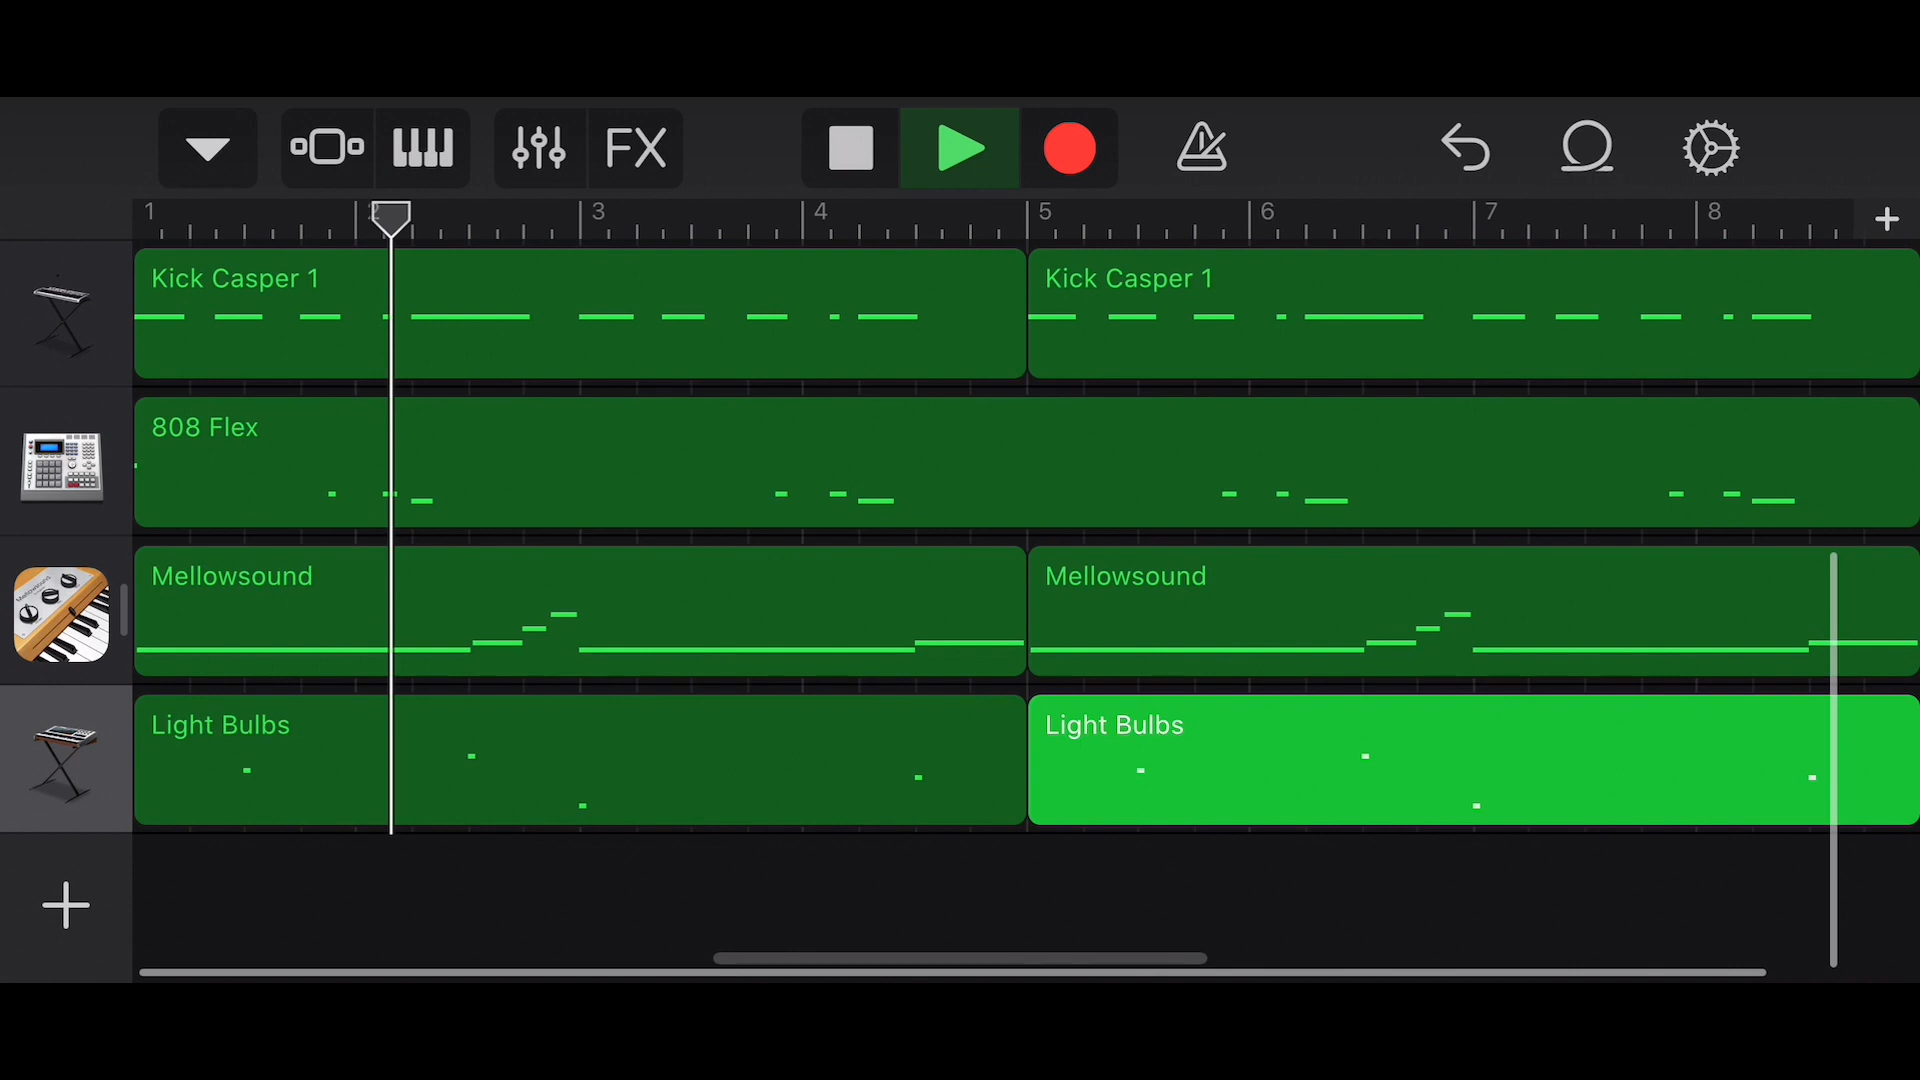 FX
1 2 3 4 5 6 7 8
Kick Casper 1 Kick Casper 1
808 Flex
Mellowsound Mellowsound
Light Bulbs Light Bulbs